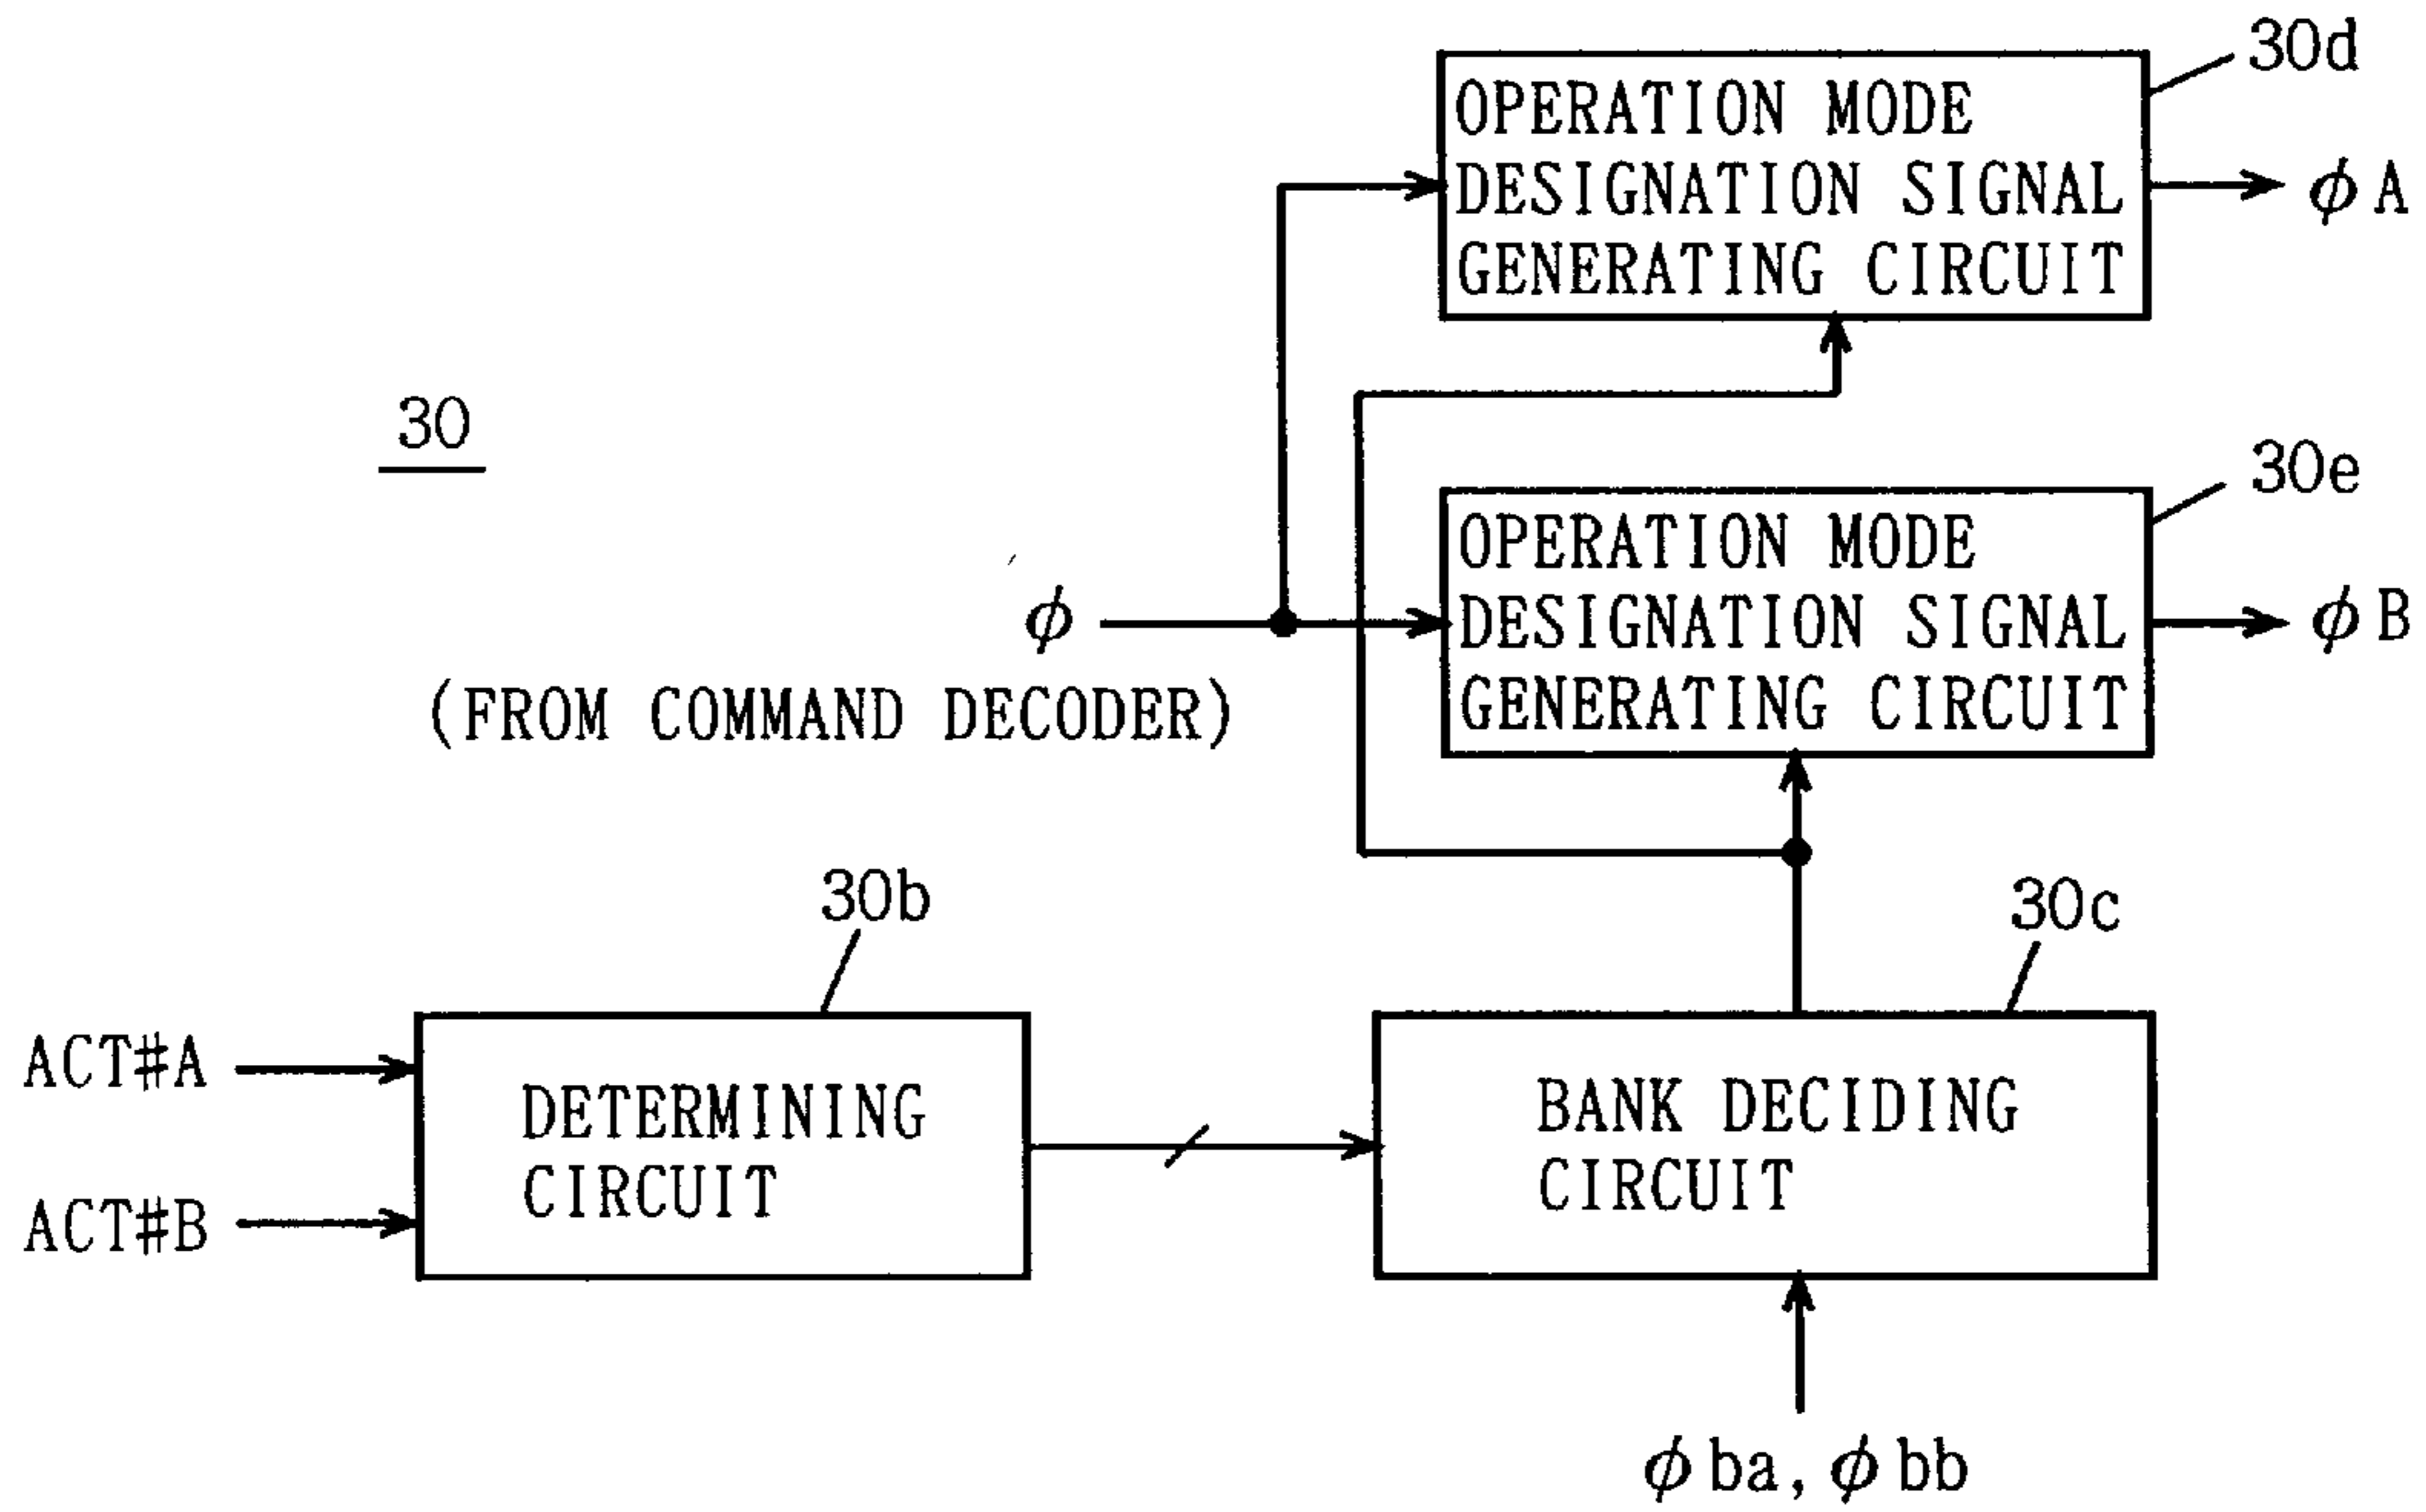 30d
OPERATION MODE
DESIGNATION SIGNAL
GENERATING CIRCUIT
ϕA
30
30e
OPERATION MODE
DESIGNATION SIGNAL
GENERATING CIRCUIT
ϕ
ϕB
(FROM COMMAND DECODER)
30b
30c
ACT#A
ACT#B
DETERMINING
CIRCUIT
BANK DECIDING
CIRCUIT
ϕba, ϕbb